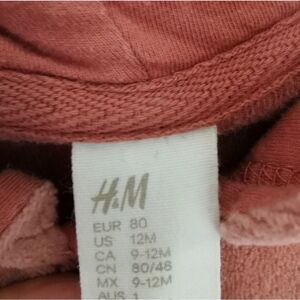 H&M
EUR 80
US 12M
CA 9-12M
CN 80/48
MX 9-12M
AUS 1